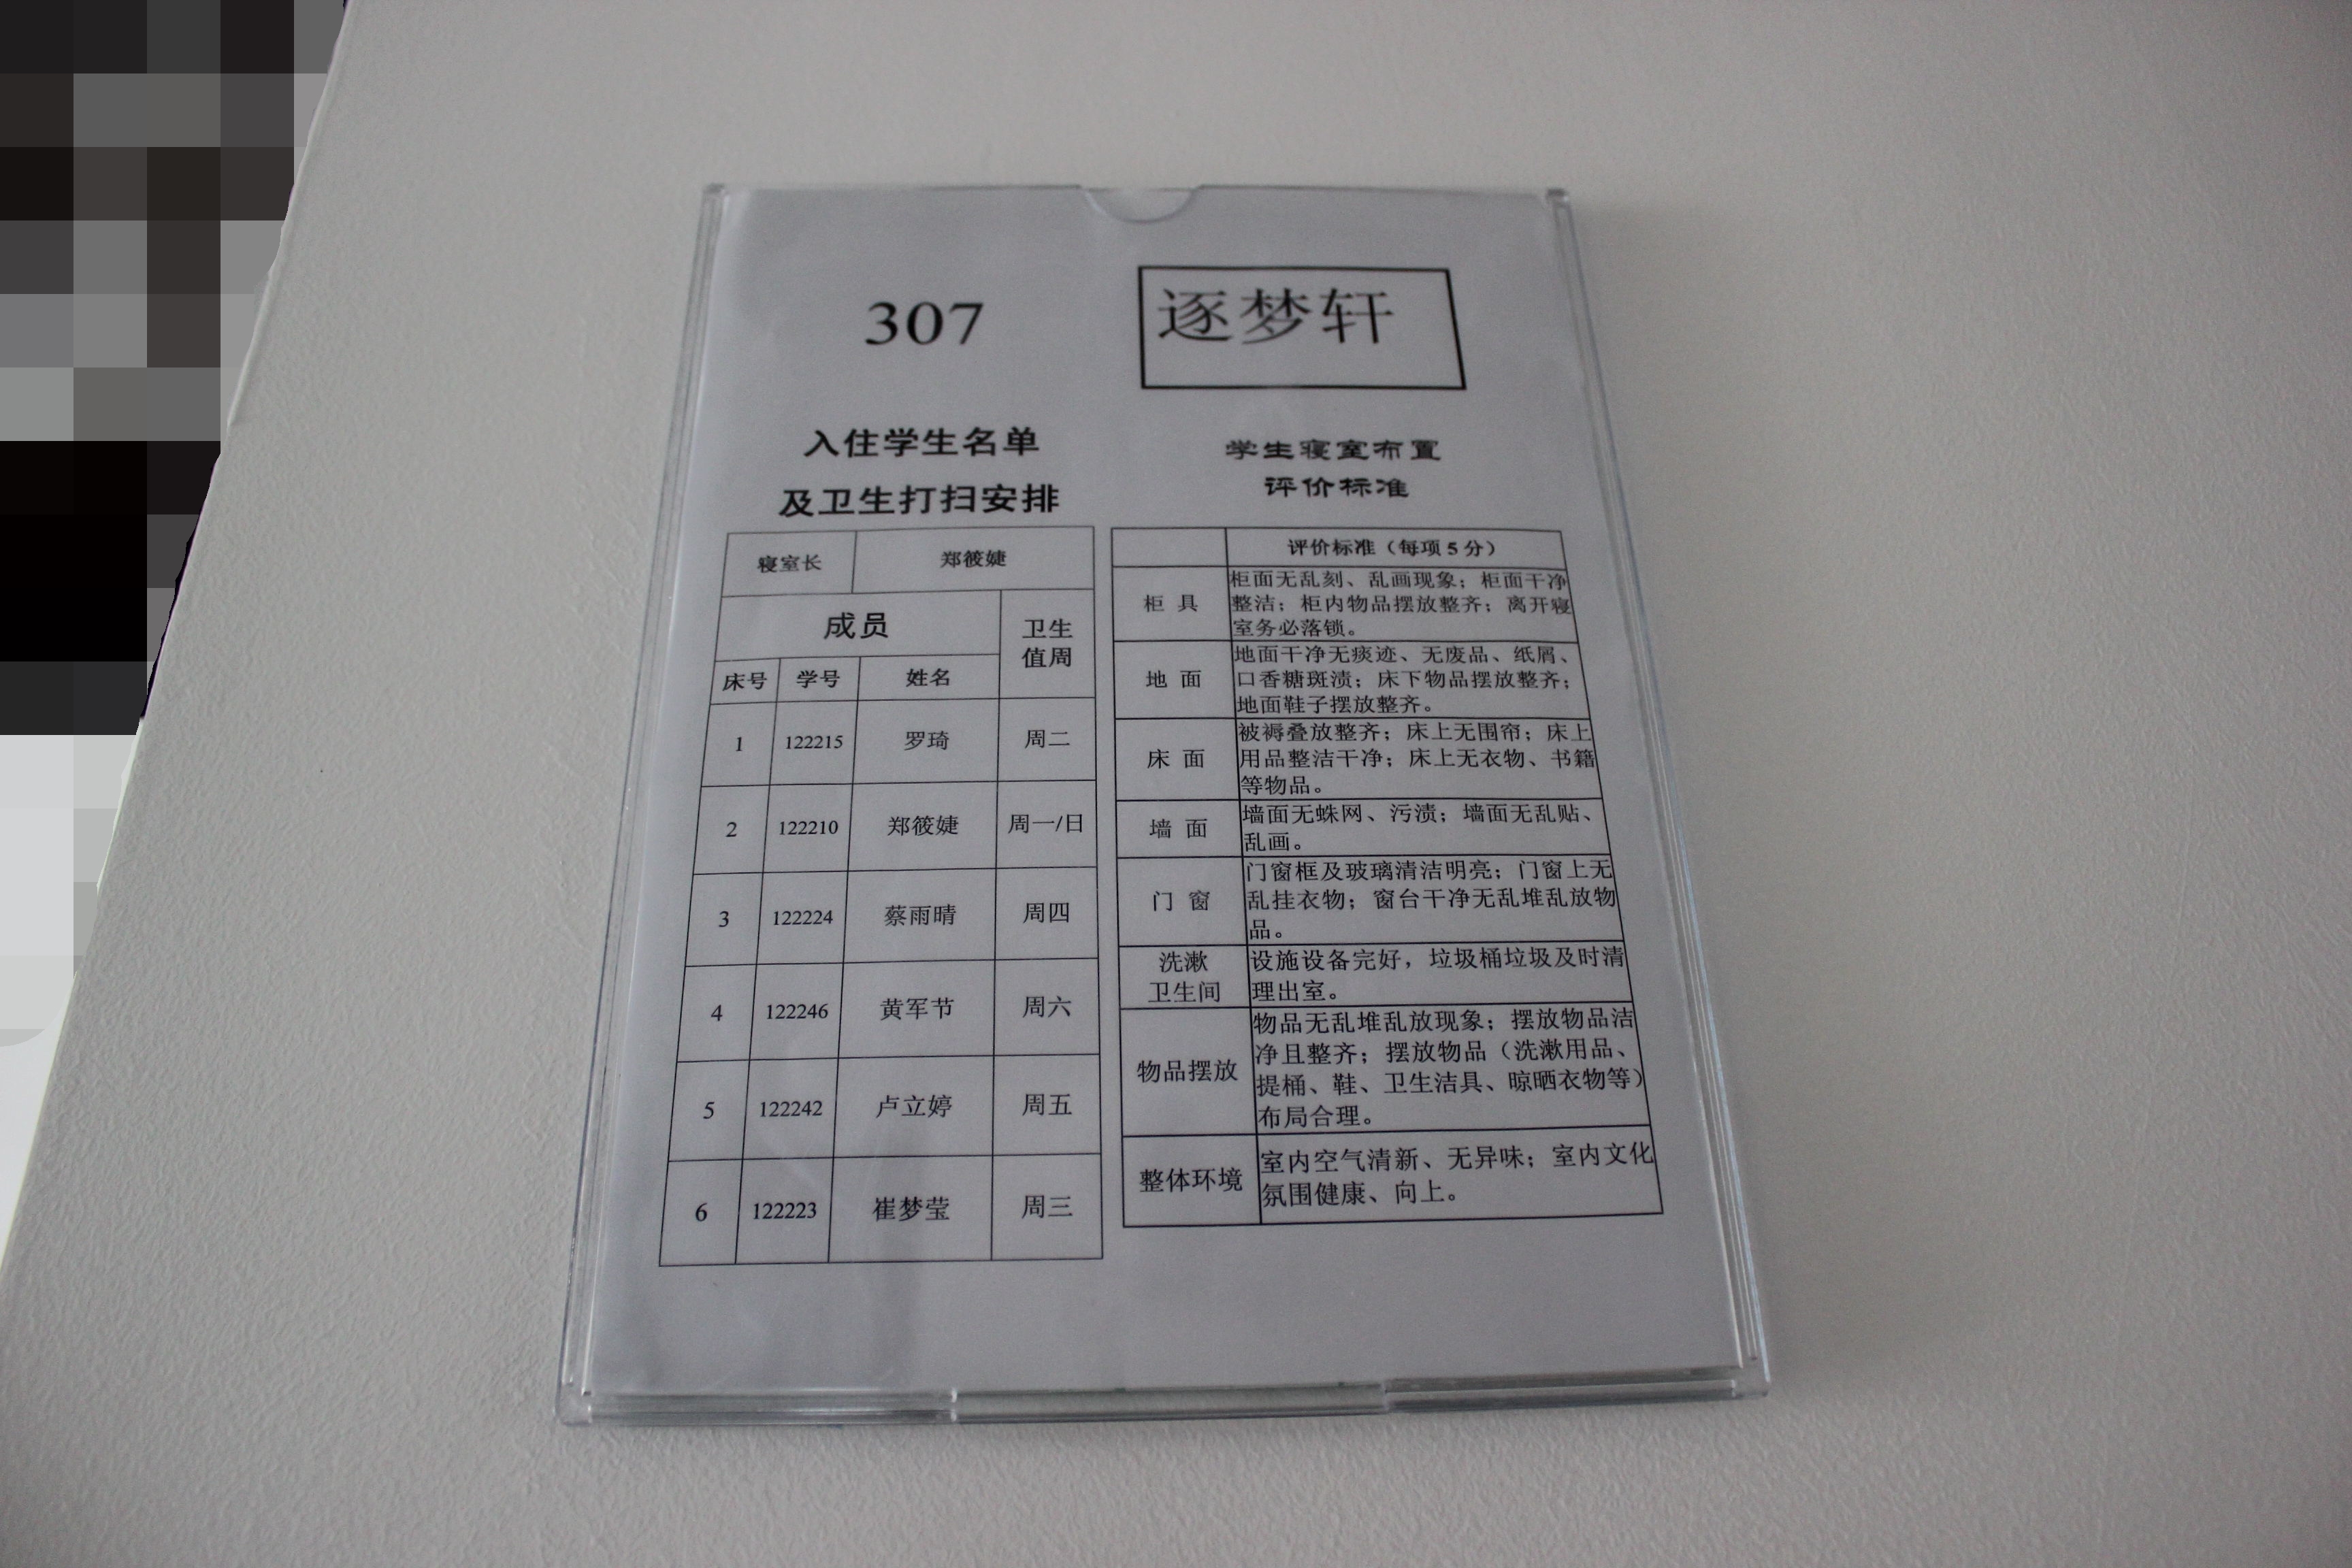 307
逐梦轩
入住学生名单
及卫生打扫安排
寝室长 郑筱婕
成员 卫生
值周
床号 学号 姓名
1 122215 罗琦 周二
2 122210 郑筱婕 周一/日
3 122224 蔡雨晴 周四
4 122246 黄军节 周六
5 122242 卢立婷 周五
6 122223 崔梦莹 周三
学生寝室布置
评价标准
评价标准（每项5分）
柜 具
柜面无乱刻、乱画现象；柜面干净
整洁；柜内物品摆放整齐；离开寝
室务必落锁。
地 面
地面干净无痰迹、无废品、纸屑、
口香糖斑渍；床下物品摆放整齐；
地面鞋子摆放整齐。
床 面
被褥叠放整齐；床上无围帘；床上
用品整洁干净；床上无衣物、书籍
等物品。
墙 面
墙面无蛛网、污渍；墙面无乱贴、
乱画。
门 窗
门窗框及玻璃清洁明亮；门窗上无
乱挂衣物；窗台干净无乱堆乱放物
品。
洗漱
卫生间
设施设备完好，垃圾桶垃圾及时清
理出室。
物品摆放
物品无乱堆乱放现象；摆放物品洁
净且整齐；摆放物品（洗漱用品、
提桶、鞋、卫生洁具、晾晒衣物等）
布局合理。
整体环境
室内空气清新、无异味；室内文化
氛围健康、向上。